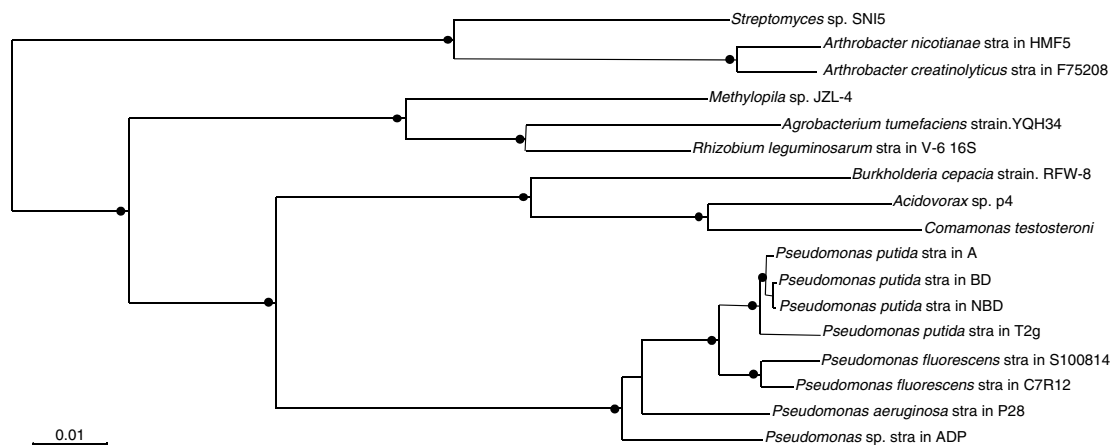 Streptomyces sp. SNI5
Arthrobacter nicotianae stra in HMF5
Arthrobacter creatinolyticus stra in F75208
Methylopila sp. JZL-4
Agrobacterium tumefaciens strain.YQH34
Rhizobium leguminosarum stra in V-6 16S
Burkholderia cepacia strain. RFW-8
Acidovorax sp. p4
Comamonas testosteroni
Pseudomonas putida stra in A
Pseudomonas putida stra in BD
Pseudomonas putida stra in NBD
Pseudomonas putida stra in T2g
Pseudomonas fluorescens stra in S100814
Pseudomonas fluorescens stra in C7R12
Pseudomonas aeruginosa stra in P28
Pseudomonas sp. stra in ADP
0.01